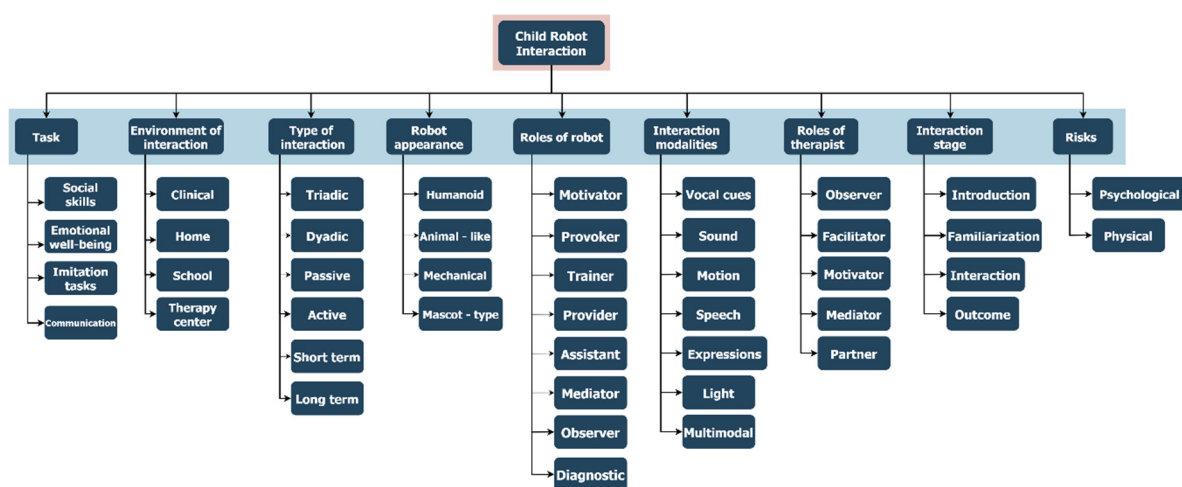 Child Robot
Interaction
Task
Environment of
interaction
Type of
interaction
Robot
appearance
Roles of robot
Interaction
modalities
Roles of
therapist
Interaction
stage
Risks
Social
skills
Emotional
well-being
Imitation
tasks
Communication
Clinical
Home
School
Therapy
center
Triadic
Dyadic
Passive
Active
Short term
Long term
Humanoid
Animal - like
Mechanical
Mascot - type
Motivator
Provoker
Trainer
Provider
Assistant
Mediator
Observer
Diagnostic
Vocal cues
Sound
Motion
Speech
Expressions
Light
Multimodal
Observer
Facilitator
Motivator
Mediator
Partner
Introduction
Familiarization
Interaction
Outcome
Psychological
Physical